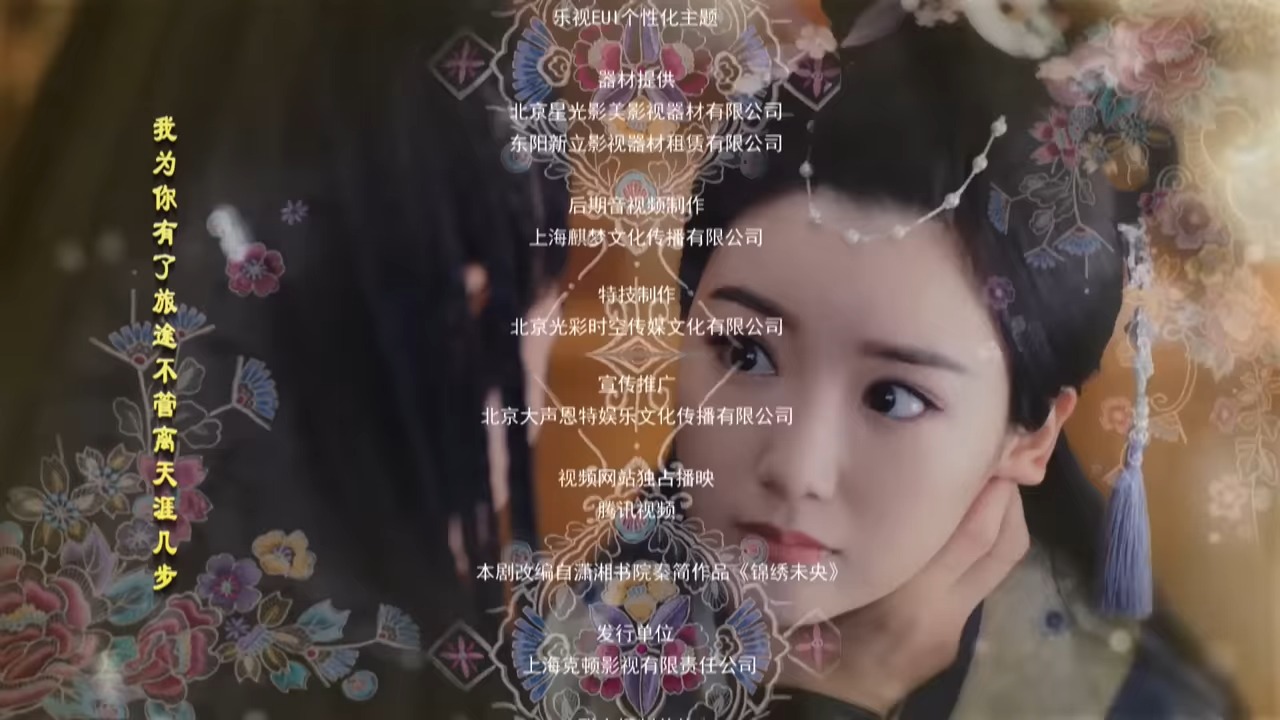 乐视EUI个性化主题
器材提供
北京星光影美影视器材有限公司
东阳新立影视器材租赁有限公司
后期音视频制作
上海麒梦文化传播有限公司
特技制作
北京光彩时空传媒文化有限公司
宣传推广
北京大声恩特娱乐文化传播有限公司
视频网站独占播映
腾讯视频
本剧改编自潇湘书院秦简作品《锦绣未央》
发行单位
上海克顿影视有限责任公司
我为你有了旅途不管离天涯几步